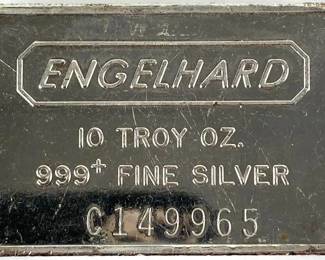 ENGELHARD
10 TROY OZ.
999+ FINE SILVER
C149965